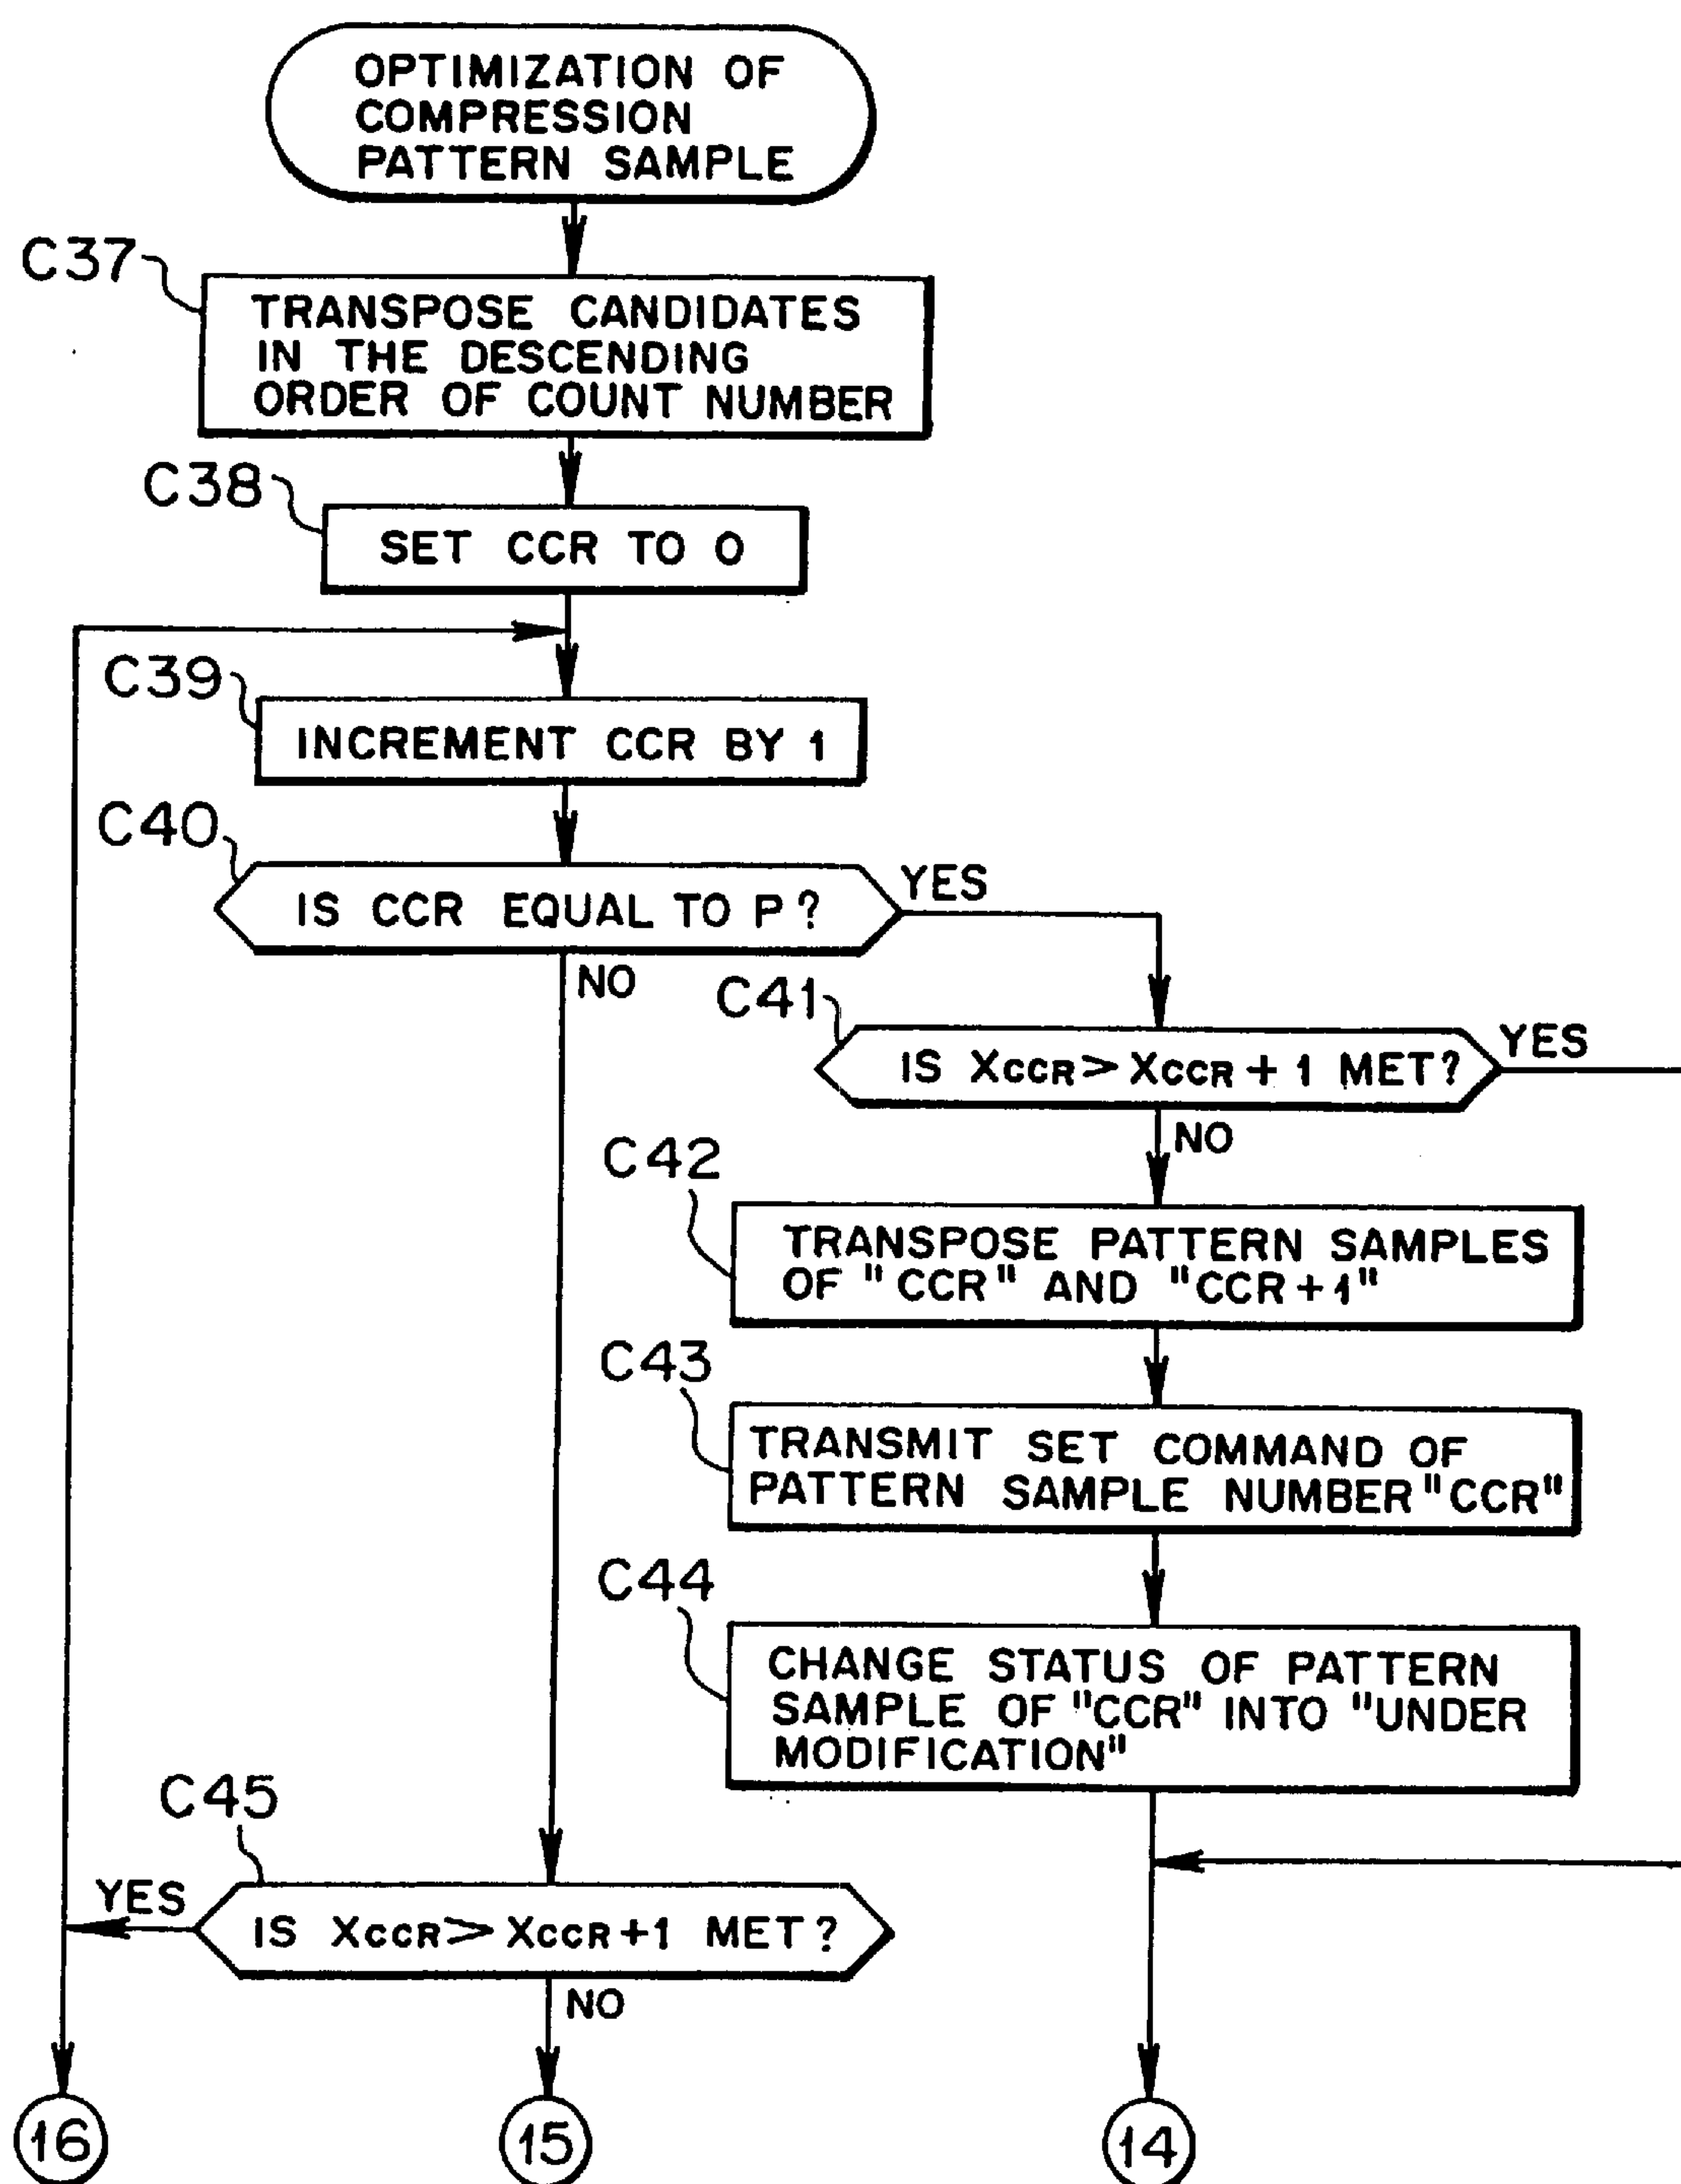 OPTIMIZATION OF
COMPRESSION
PATTERN SAMPLE
C37
TRANSPOSE CANDIDATES
IN THE DESCENDING
ORDER OF COUNT NUMBER
C38
SET CCR TO 0
C39
INCREMENT CCR BY 1
C40
IS CCR EQUAL TO P?
YES
NO
C41
IS XCCR > XCCR + 1 MET?
YES
NO
C42
TRANSPOSE PATTERN SAMPLES
OF "CCR" AND "CCR+1"
C43
TRANSMIT SET COMMAND OF
PATTERN SAMPLE NUMBER "CCR"
C44
CHANGE STATUS OF PATTERN
SAMPLE OF "CCR" INTO "UNDER
MODIFICATION"
C45
YES
IS XCCR > XCCR+1 MET?
NO
16
15
14